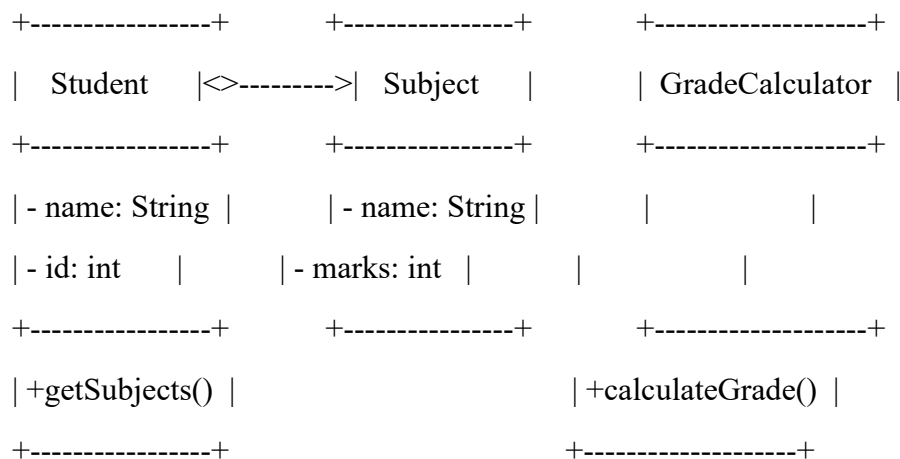 +-----------------+ +----------------+ +--------------------+
| Student |<>--------->| Subject | | GradeCalculator |
+-----------------+ +----------------+ +--------------------+
| - name: String | | - name: String | | |
| - id: int | | - marks: int | | |
+-----------------+ +----------------+ +--------------------+
| +getSubjects() | | +calculateGrade() |
+-----------------+ +--------------------+